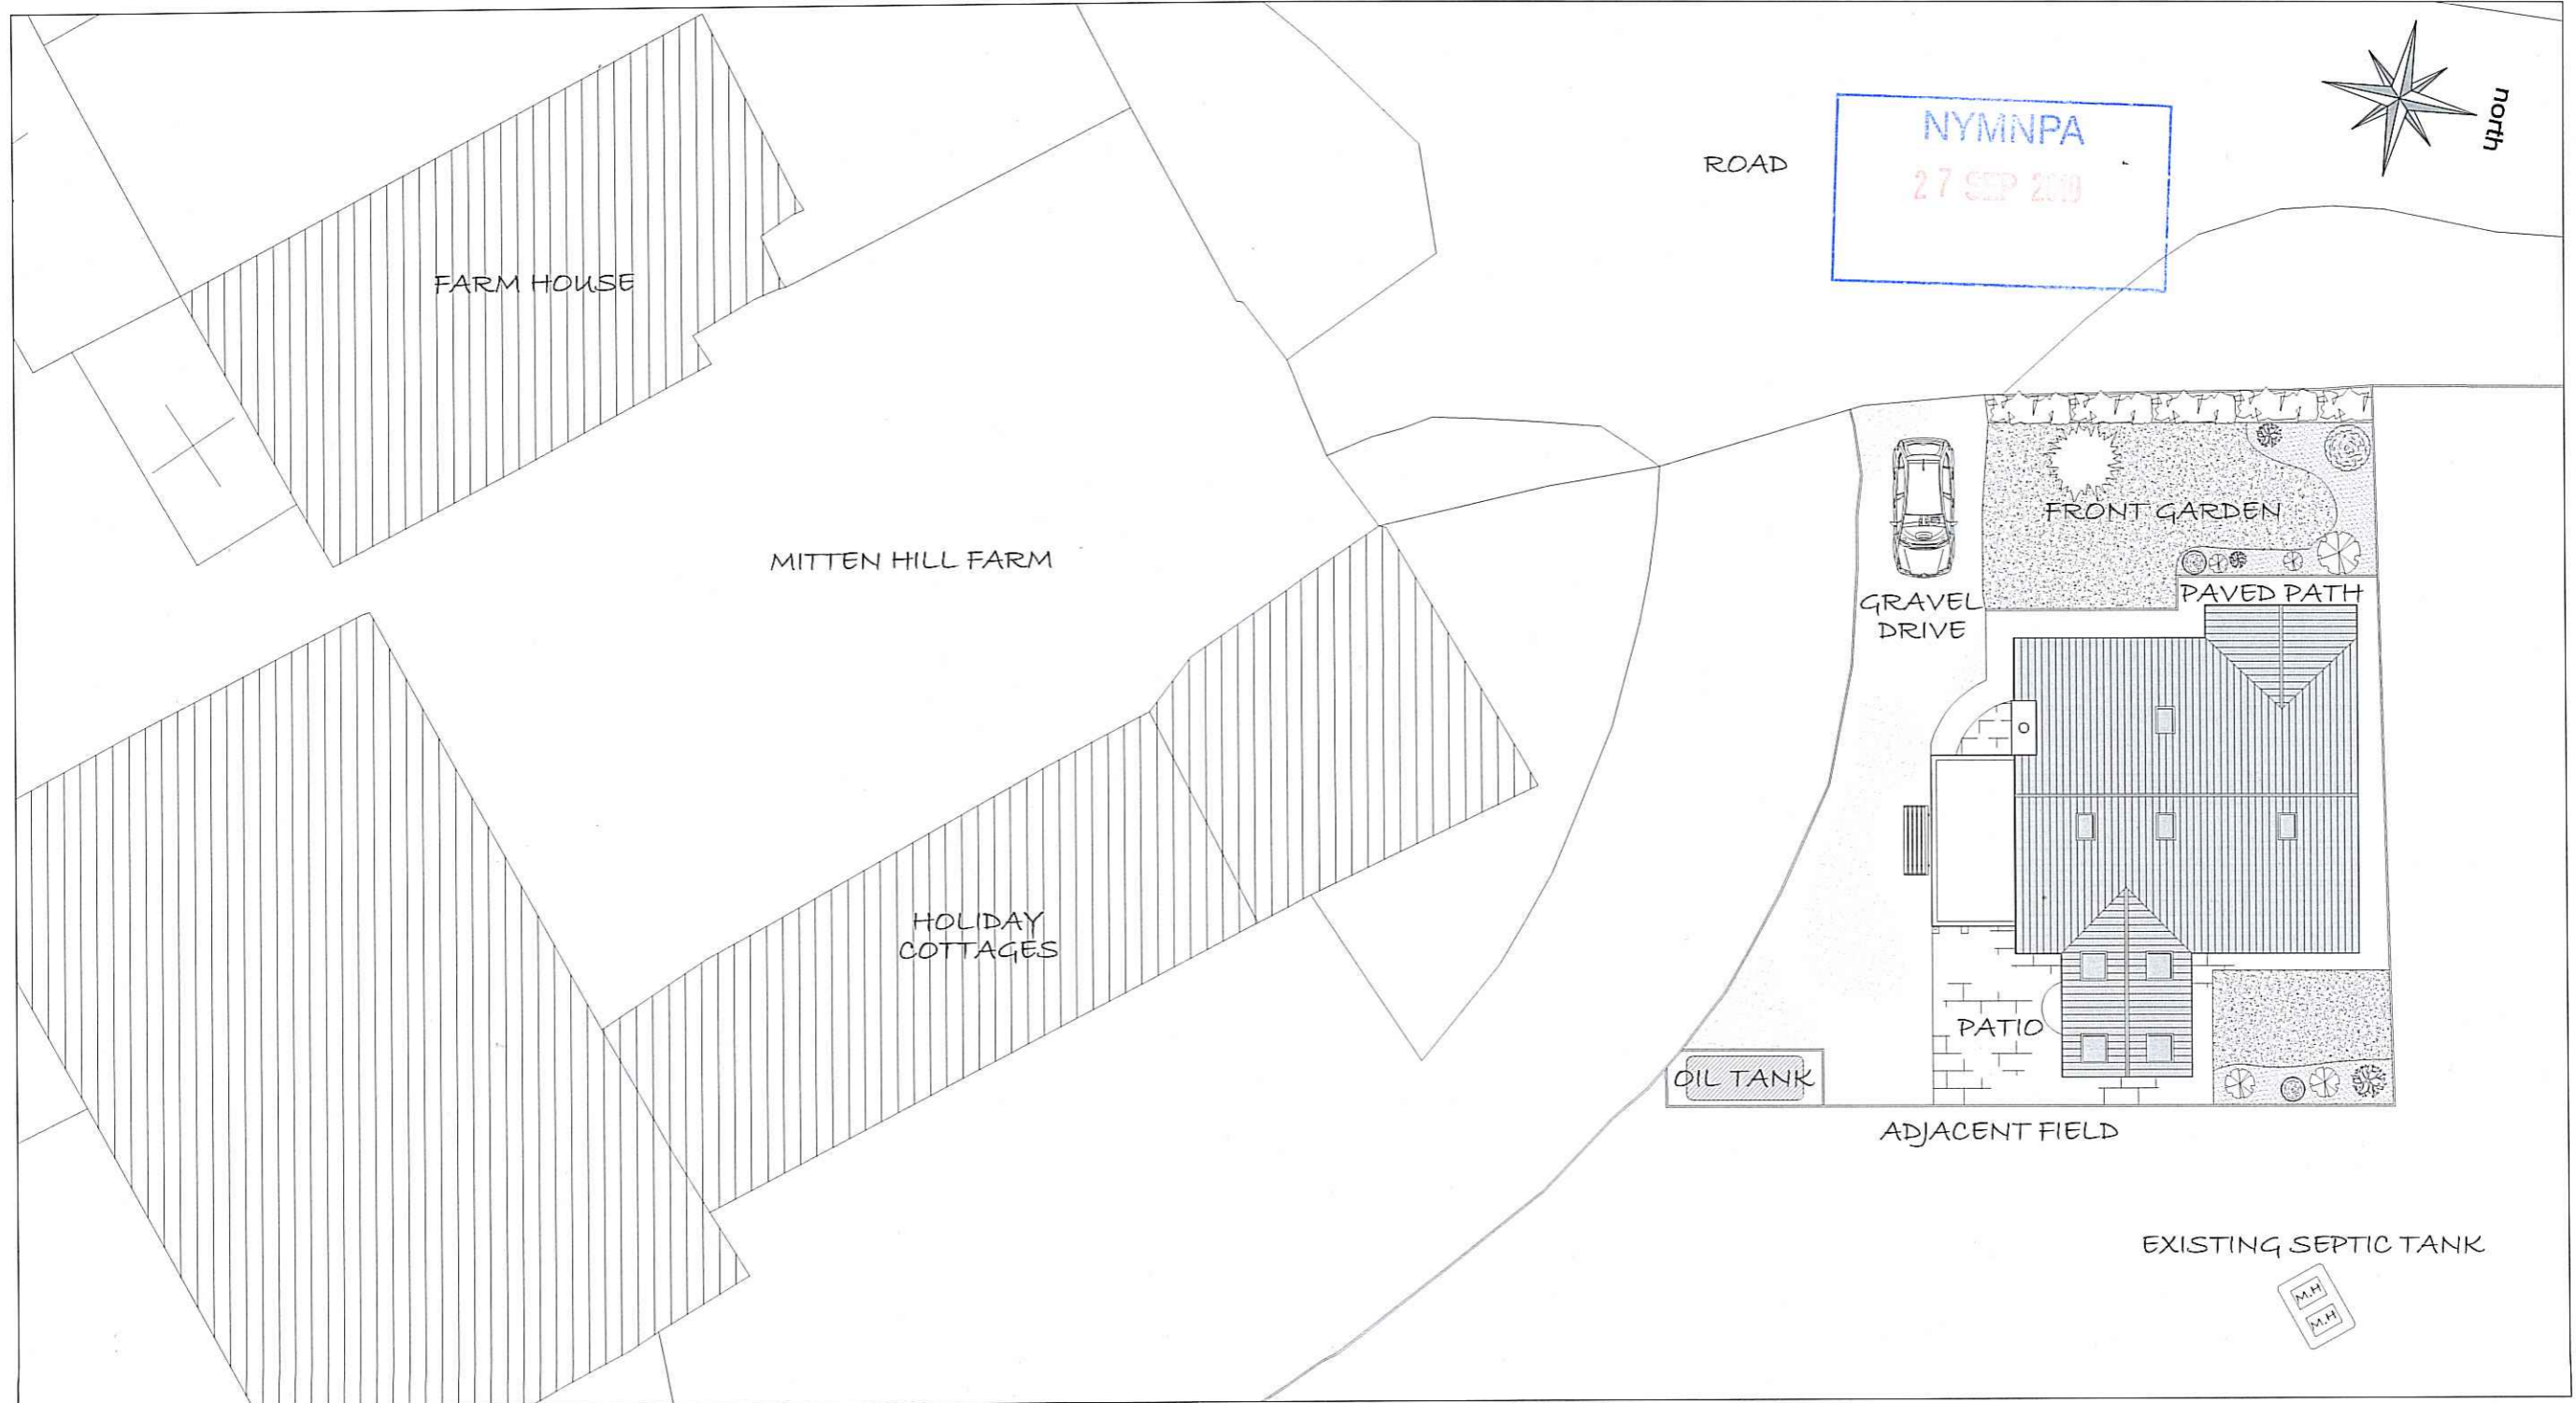 north
NYMNPA
27 SEP 2019
ROAD
FARM HOUSE
MITTEN HILL FARM
FRONT GARDEN
GRAVEL
DRIVE
PAVED PATH
HOLIDAY
COTTAGES
PATIO
OIL TANK
ADJACENT FIELD
EXISTING SEPTIC TANK
M.H
M.H